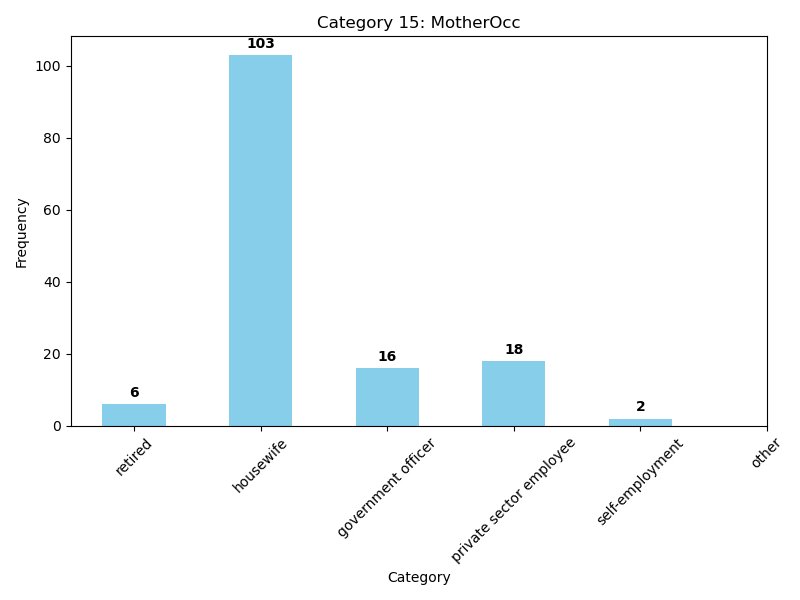 Category 15: MotherOcc
103
100
80
60
40
20
0
Frequency
6
16
18
2
retired
housewife
government officer
private sector employee
self-employment
other
Category